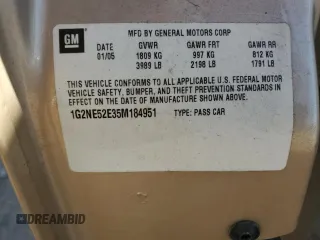 GM
MFD BY GENERAL MOTORS CORP
DATE GVWR GAWR FRT GAWR RR
01/05 1809 KG 997 KG 812 KG
3989 LB 2198 LB 1791 LB
THIS VEHICLE CONFORMS TO ALL APPLICABLE U.S. FEDERAL MOTOR
VEHICLE SAFETY, BUMPER, AND THEFT PREVENTION STANDARDS IN
EFFECT ON THE DATE OF MANUFACTURE SHOWN ABOVE.
1G2NE52E35M184951 TYPE: PASS CAR
DREAMBID